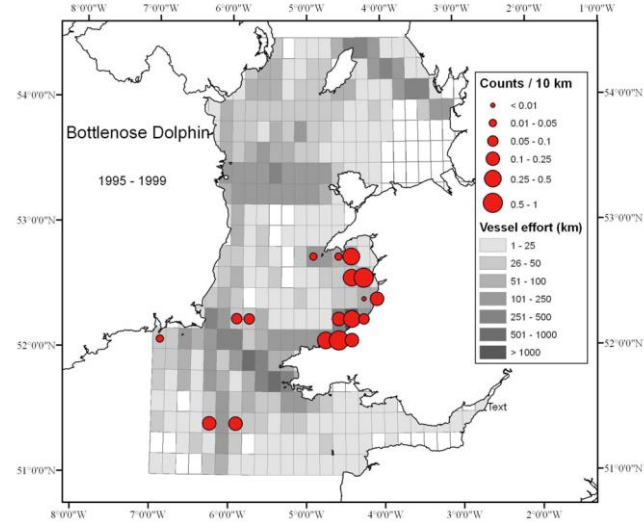 8°0'0"W 7°0'0"W 6°0'0"W 5°0'0"W 4°0'0"W 3°0'0"W 2°0'0"W 1°0'0"W
54°0'0"N 54°0'0"N
Bottlenose Dolphin
1995 - 1999
53°0'0"N 53°0'0"N
52°0'0"N 52°0'0"N
51°0'0"N 51°0'0"N
Counts / 10 km
< 0.01
0.01 - 0.05
0.05 - 0.1
0.1 - 0.25
0.25 - 0.5
0.5 - 1
Vessel effort (km)
1 - 25
26 - 50
51 - 100
101 - 250
251 - 500
501 - 1000
> 1000
Text
8°0'0"W 7°0'0"W 6°0'0"W 5°0'0"W 4°0'0"W 3°0'0"W 2°0'0"W 1°0'0"W